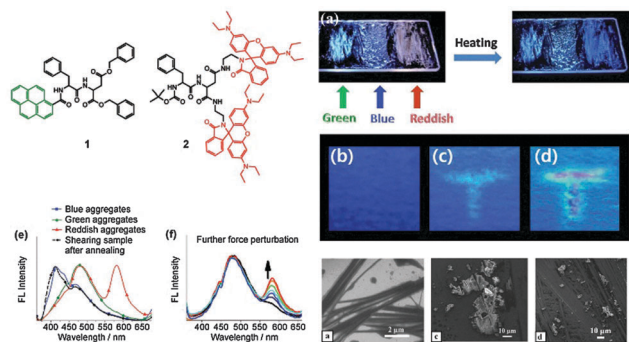 1
2
(a)
Heating
Green Blue Reddish
(b)
(c)
(d)
(e)
Blue aggregates
Green aggregates
Reddish aggregates
Shearing sample
after annealing
FL Intensity
400 450 500 550 600 650
Wavelength / nm
(f)
Further force perturbation
FL Intensity
400 450 500 550 600 650
Wavelength / nm
a
2 μm
c
10 μm
d
10 μm